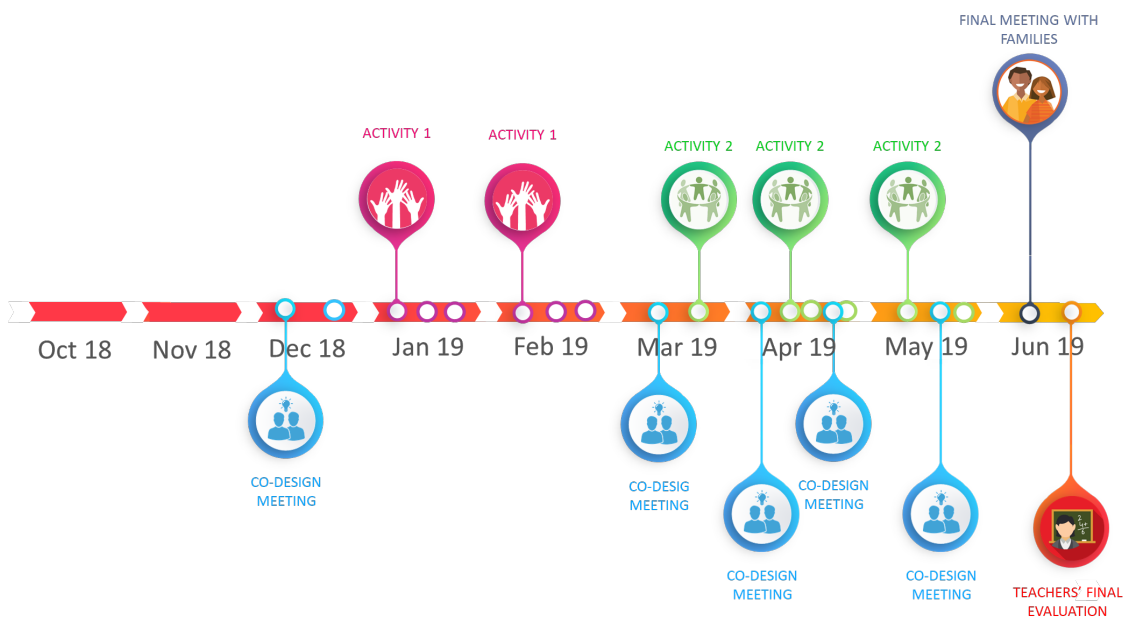 FINAL MEETING WITH
FAMILIES
ACTIVITY 1
ACTIVITY 1
ACTIVITY 2
ACTIVITY 2
ACTIVITY 2
Oct 18
Nov 18
Dec 18
Jan 19
Feb 19
Mar 19
Apr 19
May 19
Jun 19
CO-DESIGN
MEETING
CO-DESIG
MEETING
CO-DESIGN
MEETING
CO-DESIGN
MEETING
CO-DESIGN
MEETING
TEACHERS’ FINAL
EVALUATION